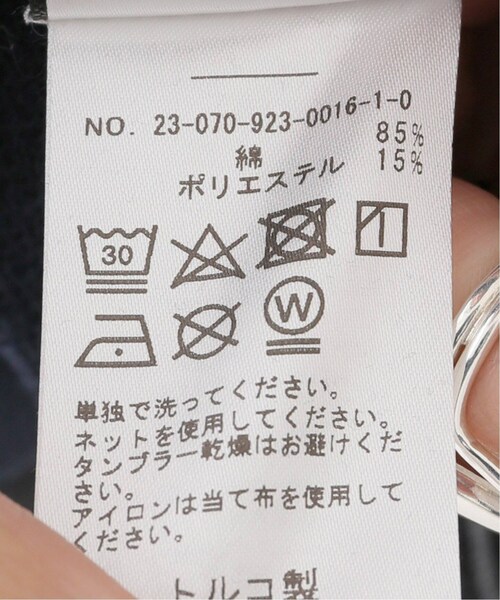 NO. 23-070-923-0016-1-0
綿 85%
ポリエステル 15%
30
W
単独で洗ってください。
ネットを使用してください。
タンブラー乾燥はお避けくだ
さい。
アイロンは当て布を使用して
ください。
トルコ製